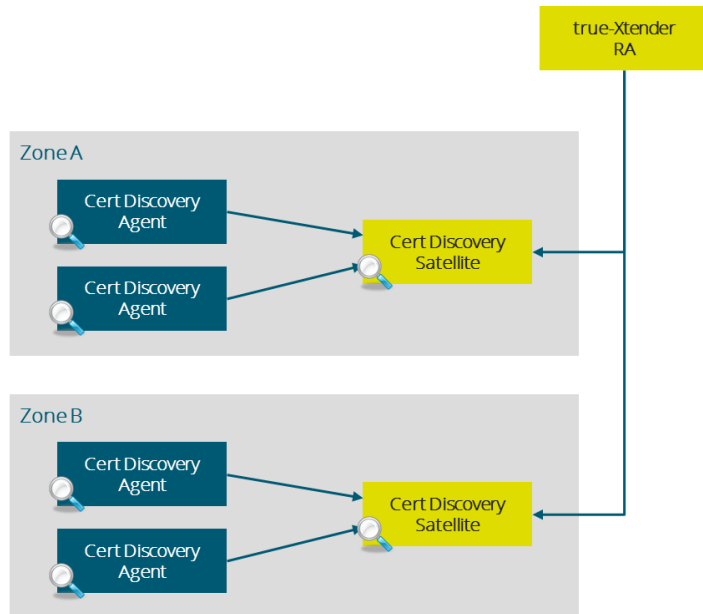 true-Xtender
RA
Zone A
Cert Discovery
Agent
Cert Discovery
Satellite
Cert Discovery
Agent
Zone B
Cert Discovery
Agent
Cert Discovery
Satellite
Cert Discovery
Agent